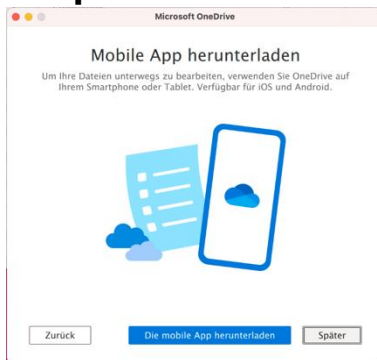 Microsoft OneDrive
Mobile App herunterladen
Um Ihre Dateien unterwegs zu bearbeiten, verwenden Sie OneDrive auf
Ihrem Smartphone oder Tablet. Verfügbar für iOS und Android.
Zurück
Die mobile App herunterladen
Später